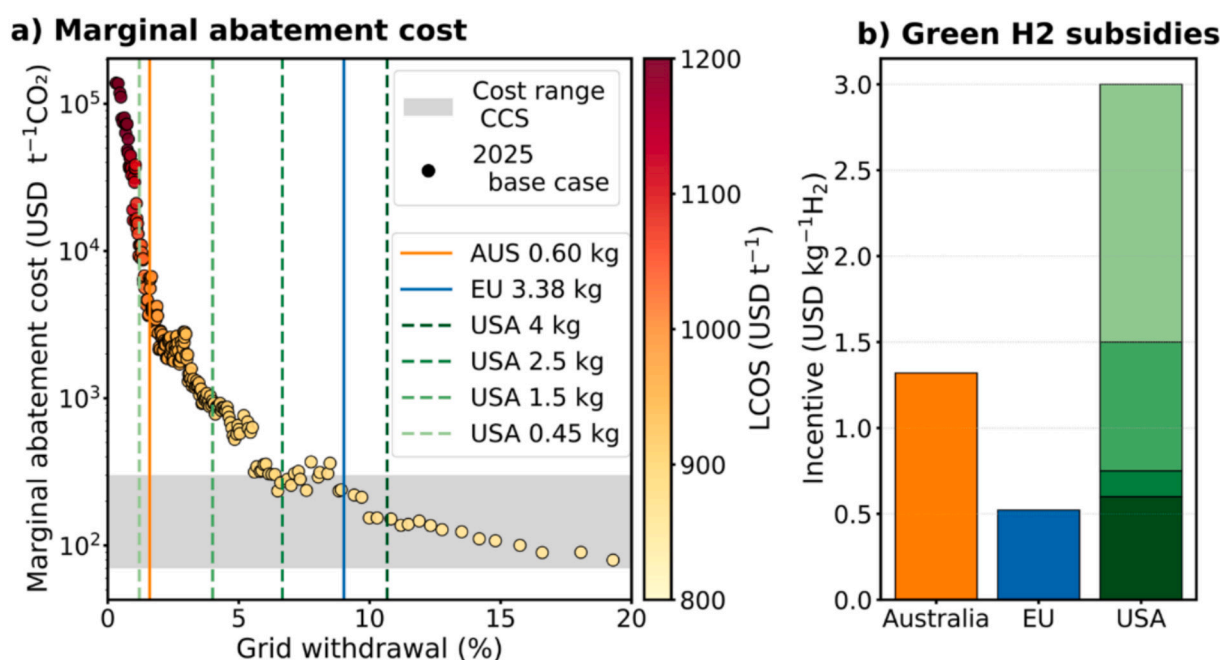 a) Marginal abatement cost
Marginal abatement cost (USD t⁻¹CO₂)
10⁵
10⁴
10³
10²
0
5
10
15
20
Grid withdrawal (%)
Cost range
CCS
2025
base case
AUS 0.60 kg
EU 3.38 kg
USA 4 kg
USA 2.5 kg
USA 1.5 kg
USA 0.45 kg
1200
1100
1000
900
800
LCOS (USD t⁻¹)
b) Green H2 subsidies
Incentive (USD kg⁻¹H₂)
3.0
2.5
2.0
1.5
1.0
0.5
0.0
Australia
EU
USA